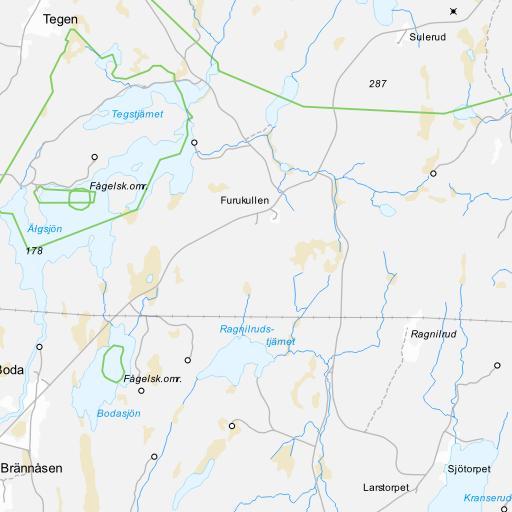 Tegen
Sulerud
287
Tegstjärnet
Fågelsk.omr.
Furukullen
Älgsjön
178
Ragnilruds-
tjärnet
Ragnilrud
Boda
Fågelsk.omr.
Bodasjön
Brännåsen
Sjötorpet
Larstorpet
Kranserud